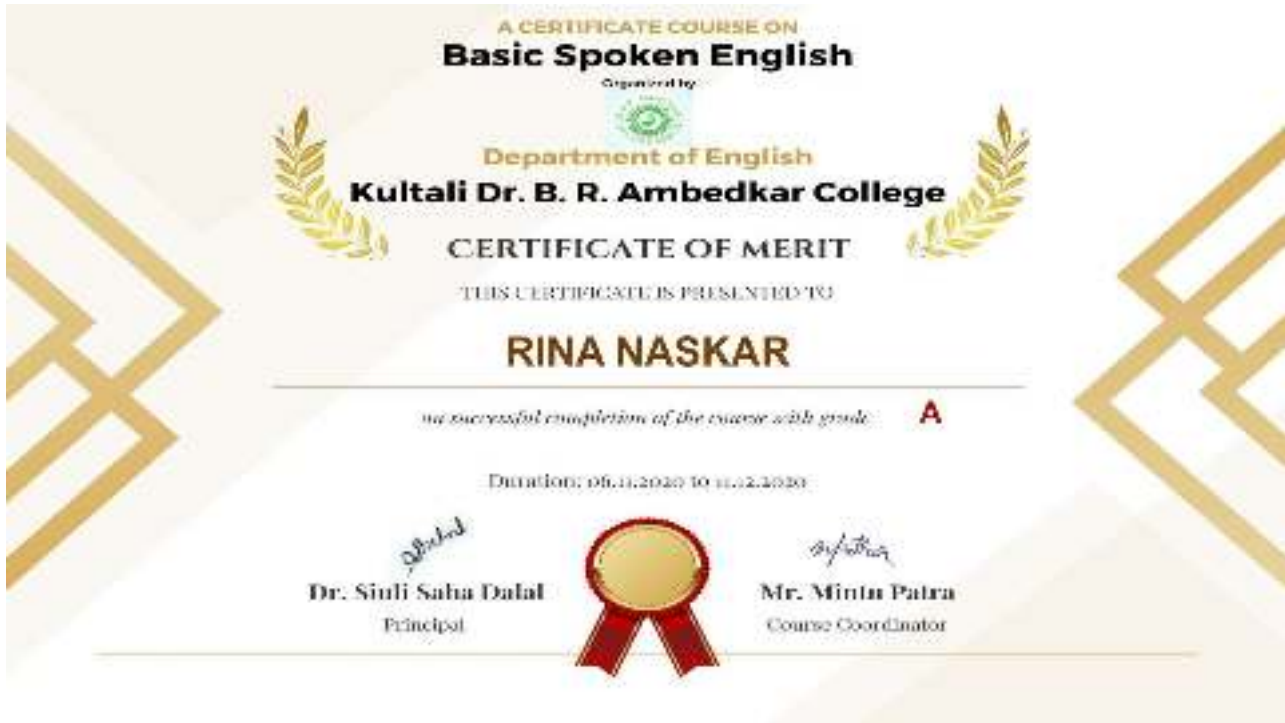 A CERTIFICATE COURSE ON
Basic Spoken English
Organized by
Department of English
Kultali Dr. B. R. Ambedkar College
CERTIFICATE OF MERIT
THIS CERTIFICATE IS PRESENTED TO
RINA NASKAR
on successful completion of the course with grade A
Duration: 06.11.2020 to 11.12.2020
Dr. Siuli Saha Dalal
Principal
Mr. Mintu Patra
Course Coordinator